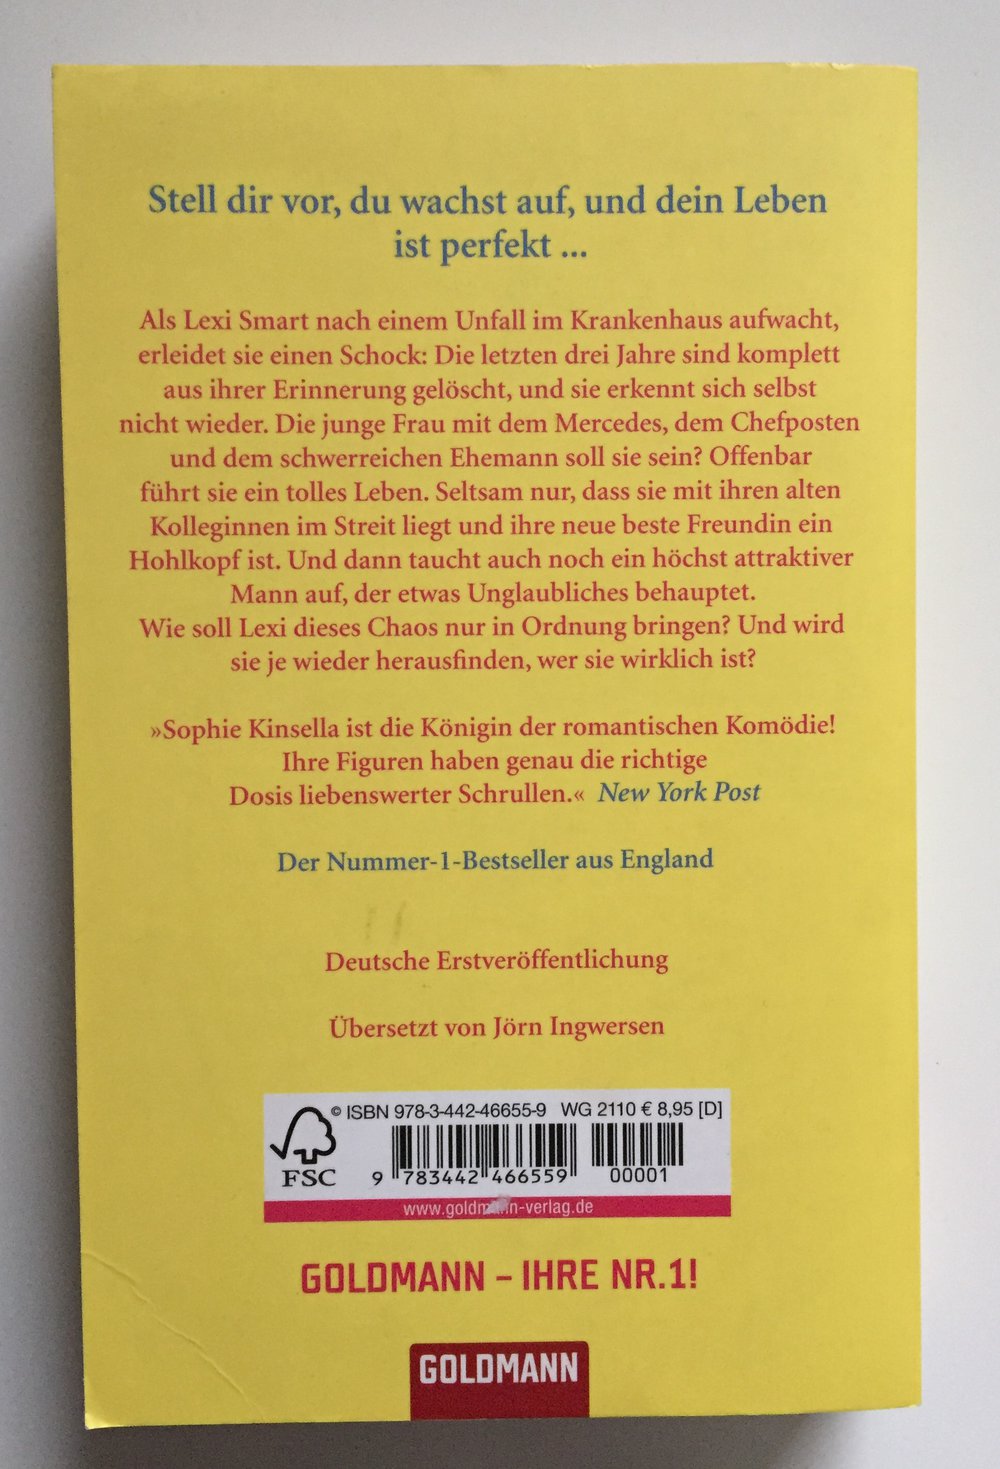 Stell dir vor, du wachst auf, und dein Leben
ist perfekt ...
Als Lexi Smart nach einem Unfall im Krankenhaus aufwacht,
erleidet sie einen Schock: Die letzten drei Jahre sind komplett
aus ihrer Erinnerung gelöscht, und sie erkennt sich selbst
nicht wieder. Die junge Frau mit dem Mercedes, dem Chefposten
und dem schwerreichen Ehemann soll sie sein? Offenbar
führt sie ein tolles Leben. Seltsam nur, dass sie mit ihren alten
Kolleginnen im Streit liegt und ihre neue beste Freundin ein
Hohlkopf ist. Und dann taucht auch noch ein höchst attraktiver
Mann auf, der etwas Unglaubliches behauptet.
Wie soll Lexi dieses Chaos nur in Ordnung bringen? Und wird
sie je wieder herausfinden, wer sie wirklich ist?
»Sophie Kinsella ist die Königin der romantischen Komödie!
Ihre Figuren haben genau die richtige
Dosis liebenswerter Schrullen.« New York Post
Der Nummer-1-Bestseller aus England
Deutsche Erstveröffentlichung
Übersetzt von Jörn Ingwersen
© ISBN 978-3-442-46655-9 WG 2110 € 8,95 [D]
FSC
9 783442 466559 00001
www.goldmann-verlag.de
GOLDMANN – IHRE NR.1!
GOLDMANN